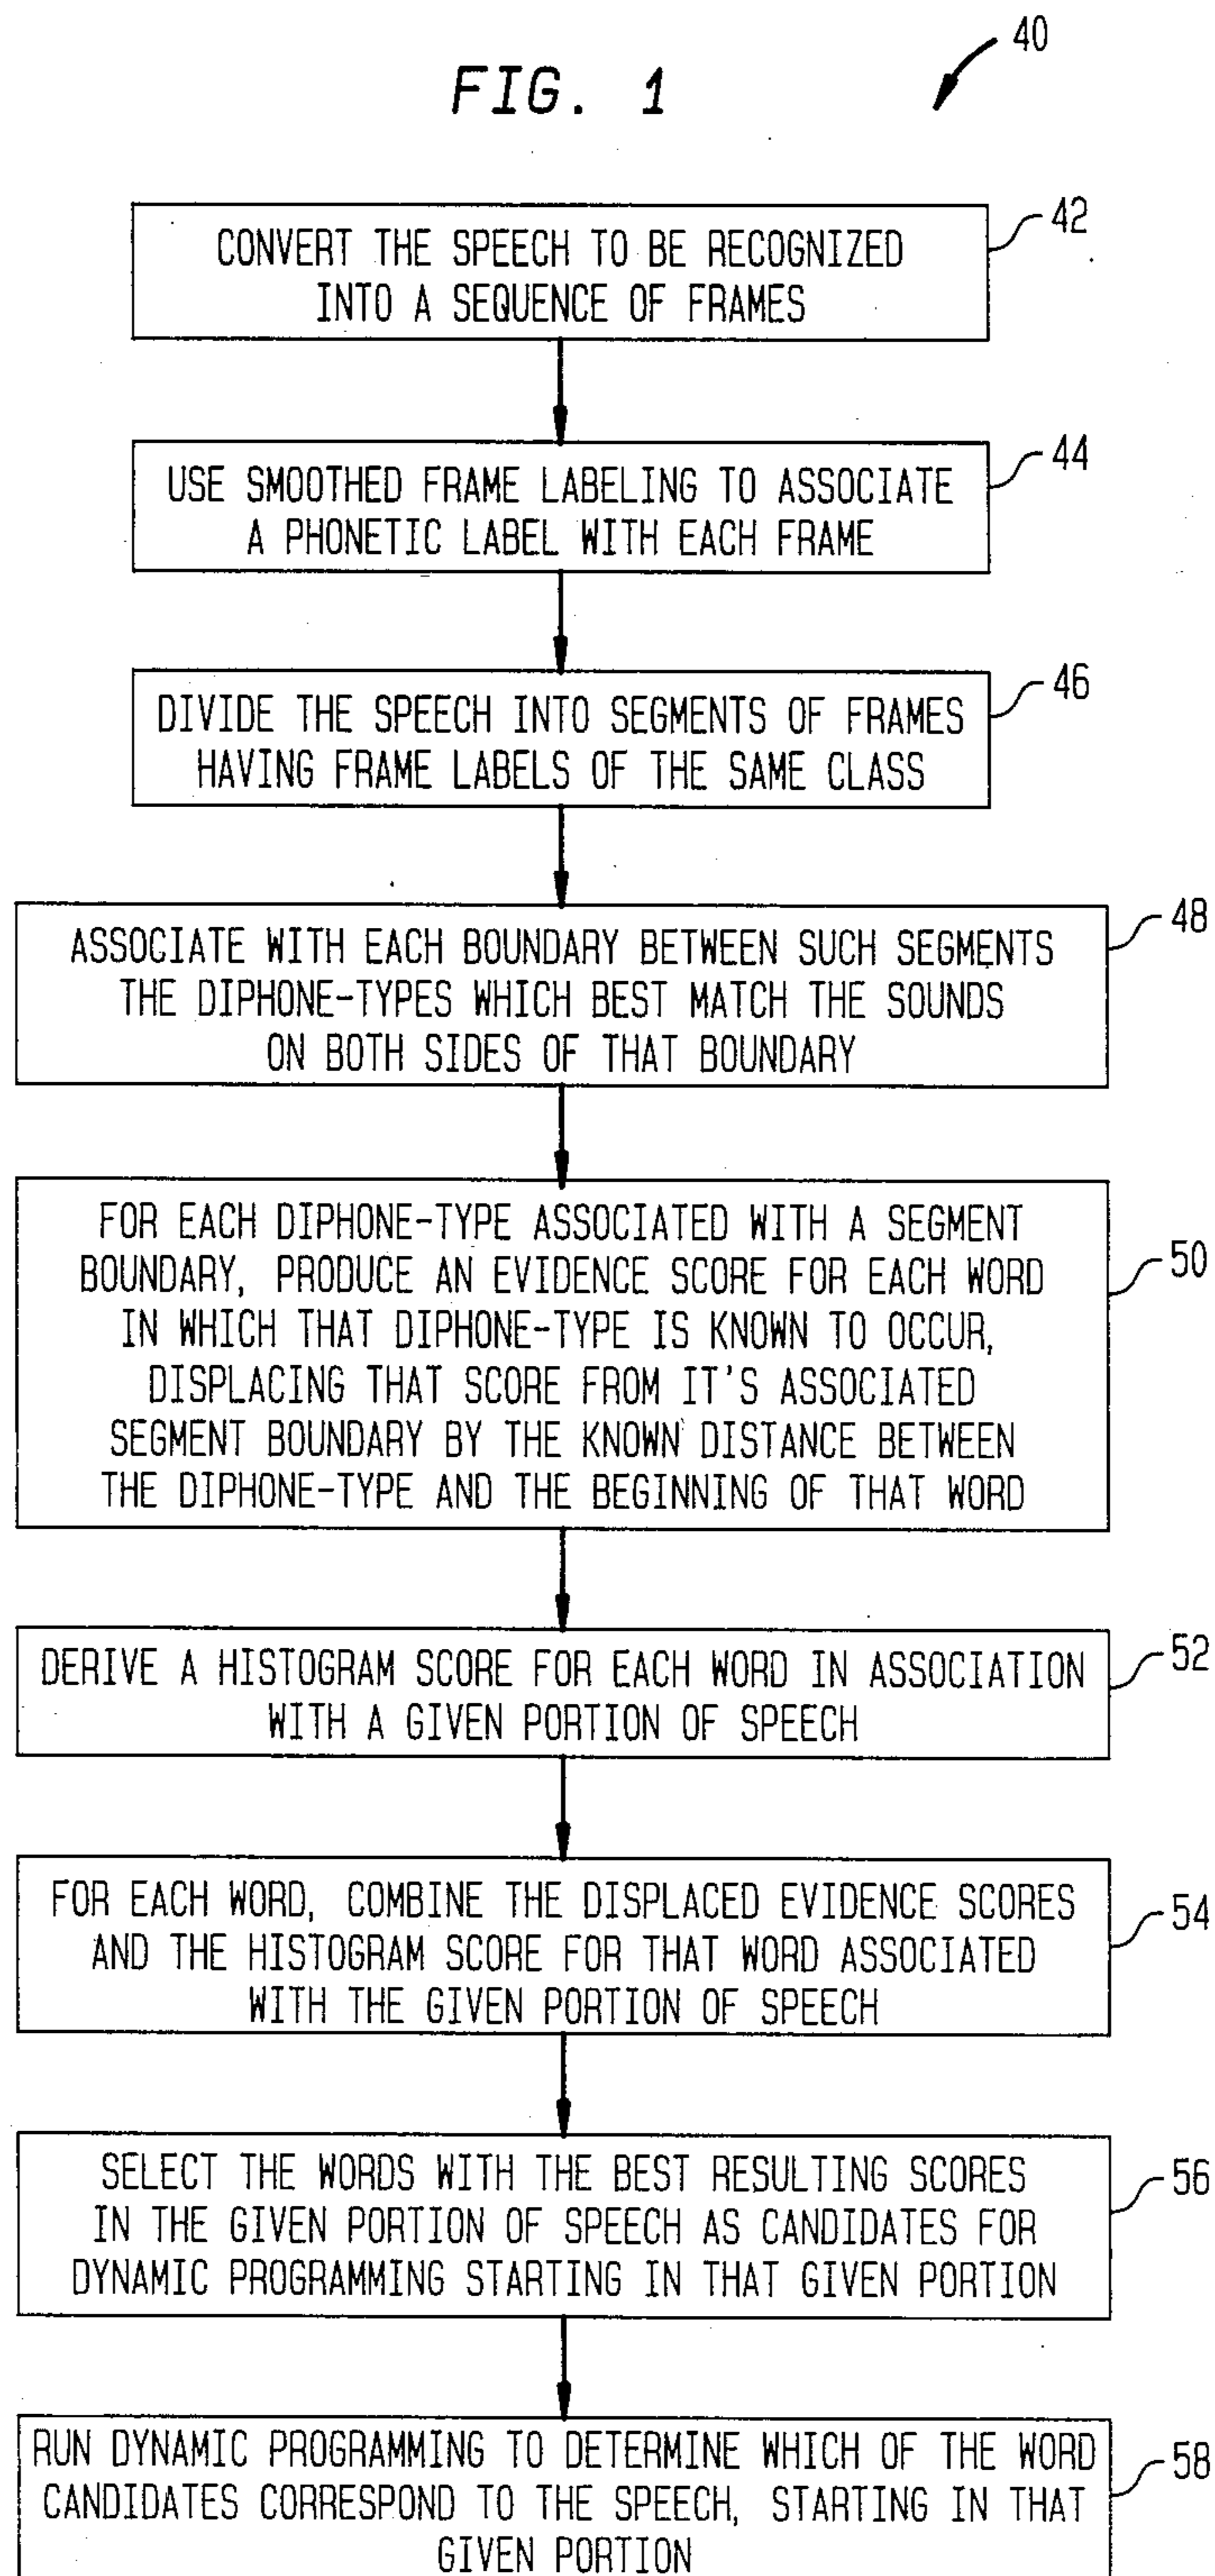 40
FIG. 1
42
CONVERT THE SPEECH TO BE RECOGNIZED
INTO A SEQUENCE OF FRAMES
44
USE SMOOTHED FRAME LABELING TO ASSOCIATE
A PHONETIC LABEL WITH EACH FRAME
46
DIVIDE THE SPEECH INTO SEGMENTS OF FRAMES
HAVING FRAME LABELS OF THE SAME CLASS
48
ASSOCIATE WITH EACH BOUNDARY BETWEEN SUCH SEGMENTS
THE DIPHONE-TYPES WHICH BEST MATCH THE SOUNDS
ON BOTH SIDES OF THAT BOUNDARY
50
FOR EACH DIPHONE-TYPE ASSOCIATED WITH A SEGMENT
BOUNDARY, PRODUCE AN EVIDENCE SCORE FOR EACH WORD
IN WHICH THAT DIPHONE-TYPE IS KNOWN TO OCCUR,
DISPLACING THAT SCORE FROM IT'S ASSOCIATED
SEGMENT BOUNDARY BY THE KNOWN DISTANCE BETWEEN
THE DIPHONE-TYPE AND THE BEGINNING OF THAT WORD
52
DERIVE A HISTOGRAM SCORE FOR EACH WORD IN ASSOCIATION
WITH A GIVEN PORTION OF SPEECH
54
FOR EACH WORD, COMBINE THE DISPLACED EVIDENCE SCORES
AND THE HISTOGRAM SCORE FOR THAT WORD ASSOCIATED
WITH THE GIVEN PORTION OF SPEECH
56
SELECT THE WORDS WITH THE BEST RESULTING SCORES
IN THE GIVEN PORTION OF SPEECH AS CANDIDATES FOR
DYNAMIC PROGRAMMING STARTING IN THAT GIVEN PORTION
58
RUN DYNAMIC PROGRAMMING TO DETERMINE WHICH OF THE WORD
CANDIDATES CORRESPOND TO THE SPEECH, STARTING IN THAT
GIVEN PORTION